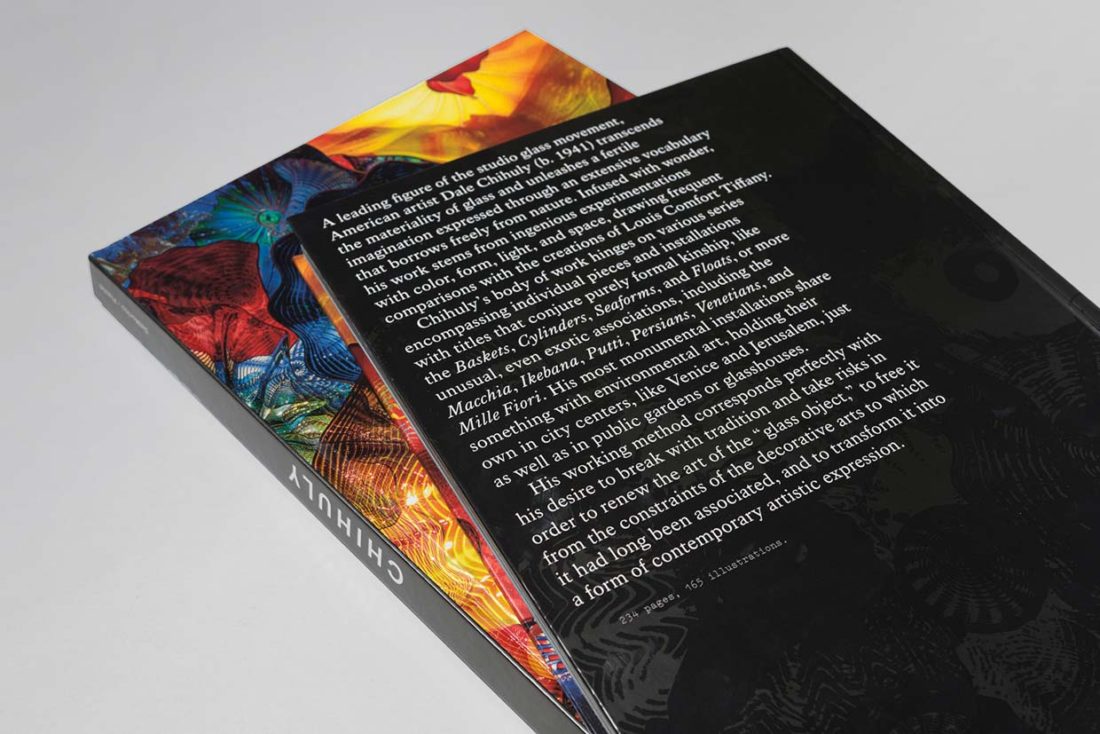 A leading figure of the studio glass movement,
American artist Dale Chihuly (b. 1941) transcends
the materiality of glass and unleashes a fertile
imagination expressed through an extensive vocabulary
that borrows freely from nature. Infused with wonder,
his work stems from ingenious experimentations
with color, form, light, and space, drawing frequent
comparisons with the creations of Louis Comfort Tiffany.
Chihuly’s body of work hinges on various series
encompassing individual pieces and installations
with titles that conjure purely formal kinship, like
the Baskets, Cylinders, Seaforms, and Floats, or more
unusual, even exotic associations, including the
Macchia, Ikebana, Putti, Persians, Venetians, and
Mille Fiori. His most monumental installations share
something with environmental art, holding their
own in city centers, like Venice and Jerusalem, just
as well as in public gardens or glasshouses.
His working method corresponds perfectly with
his desire to break with tradition and take risks in
order to renew the art of the “glass object,” to free it
from the constraints of the decorative arts to which
it had long been associated, and to transform it into
a form of contemporary artistic expression.
234 pages, 165 illustrations.
CHIHULY